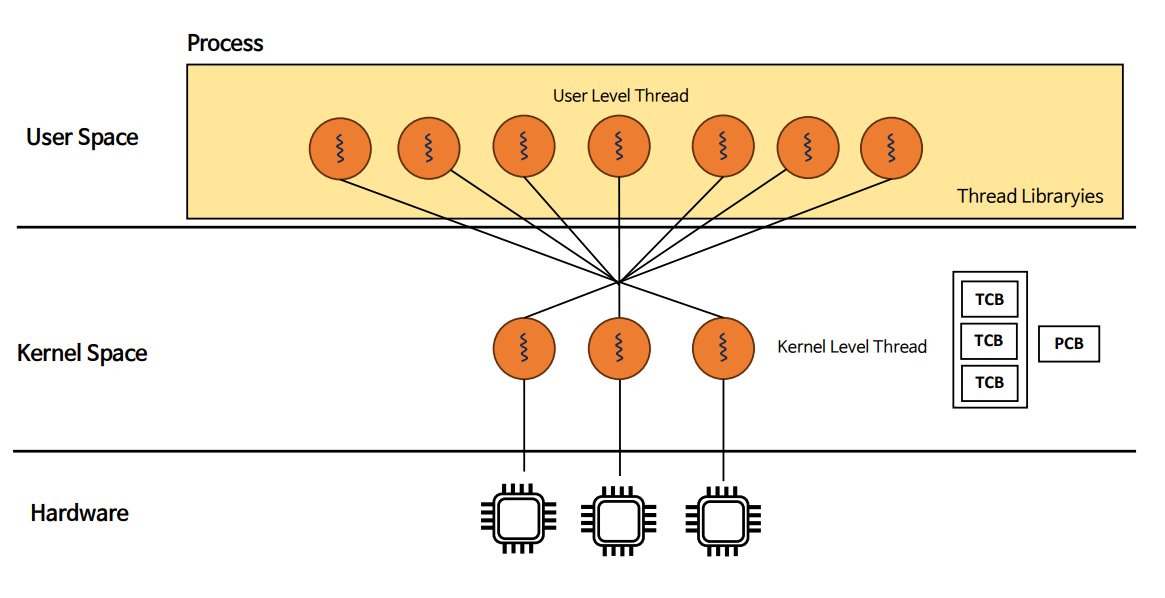 Process
User Level Thread
User Space
Thread Libraryies
TCB
TCB
TCB
PCB
Kernel Space
Kernel Level Thread
Hardware